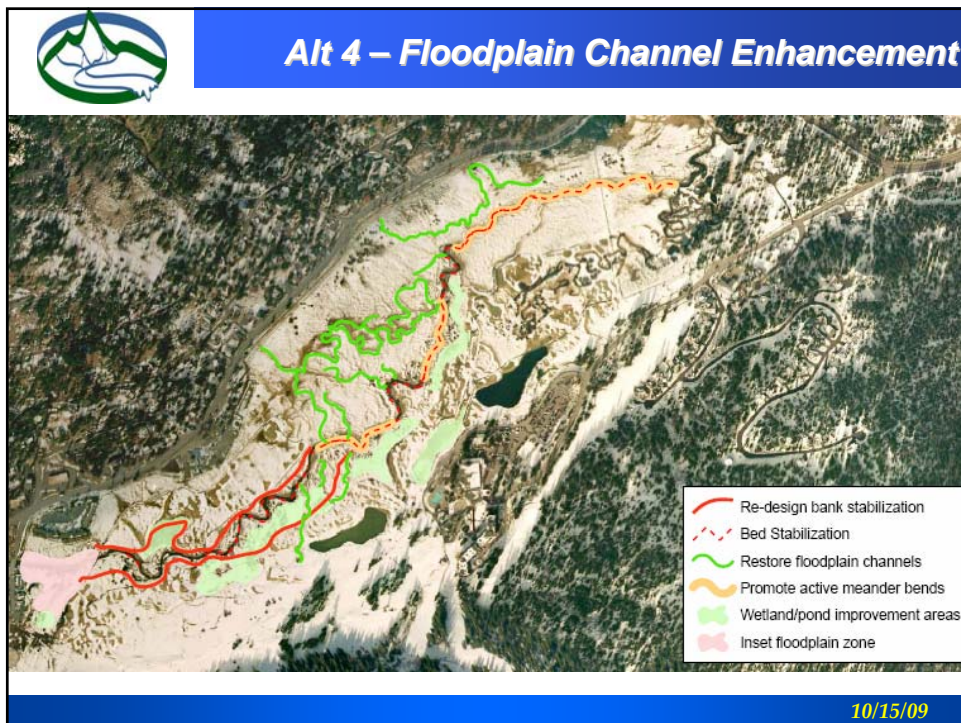 Alt 4 – Floodplain Channel Enhancement
Re-design bank stabilization
Bed Stabilization
Restore floodplain channels
Promote active meander bends
Wetland/pond improvement areas
Inset floodplain zone
10/15/09